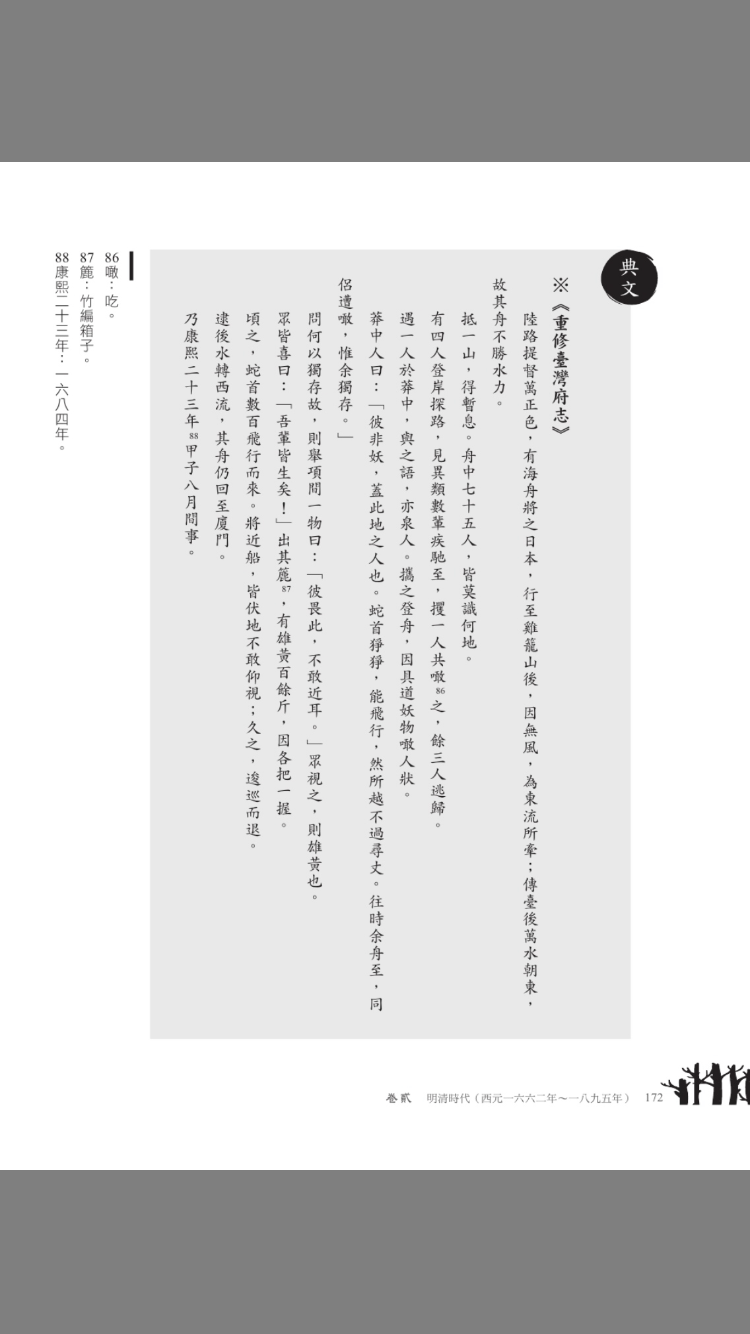 典文
※《重修臺灣府志》
陸路提督萬正色，有海舟將之日本，行至雞籠山後，因無風，為東流所牽；傳臺後萬水朝東，
故其舟不勝水力。
抵一山，得暫息。舟中七十五人，皆莫識何地。
有四人登岸探路，見異類數輩疾馳至，攫一人共噉86之，餘三人逃歸。
遇一人於莽中，與之語，亦泉人。攜之登舟，因具道妖物噉人狀。
莽中人曰：「彼非妖，蓋此地之人也。蛇首猙猙，能飛行，然所越不過尋丈。往時余舟至，同
侶遭噉，惟余獨存。」
問何以獨存故，則舉項間一物曰：「彼畏此，不敢近耳。」眾視之，則雄黃也。
眾皆喜曰：「吾輩皆生矣！」出其簏87，有雄黃百餘斤，因各把一握。
頃之，蛇首數百飛行而來。將近船，皆伏地不敢仰視；久之，逡巡而退。
逮後水轉西流，其舟仍回至廈門。
乃康熙二十三年88甲子八月間事。
86噉：吃。
87簏：竹編箱子。
88康熙二十三年：一六八四年。
卷貳 明清時代（西元一六六二年～一八九五年） 172